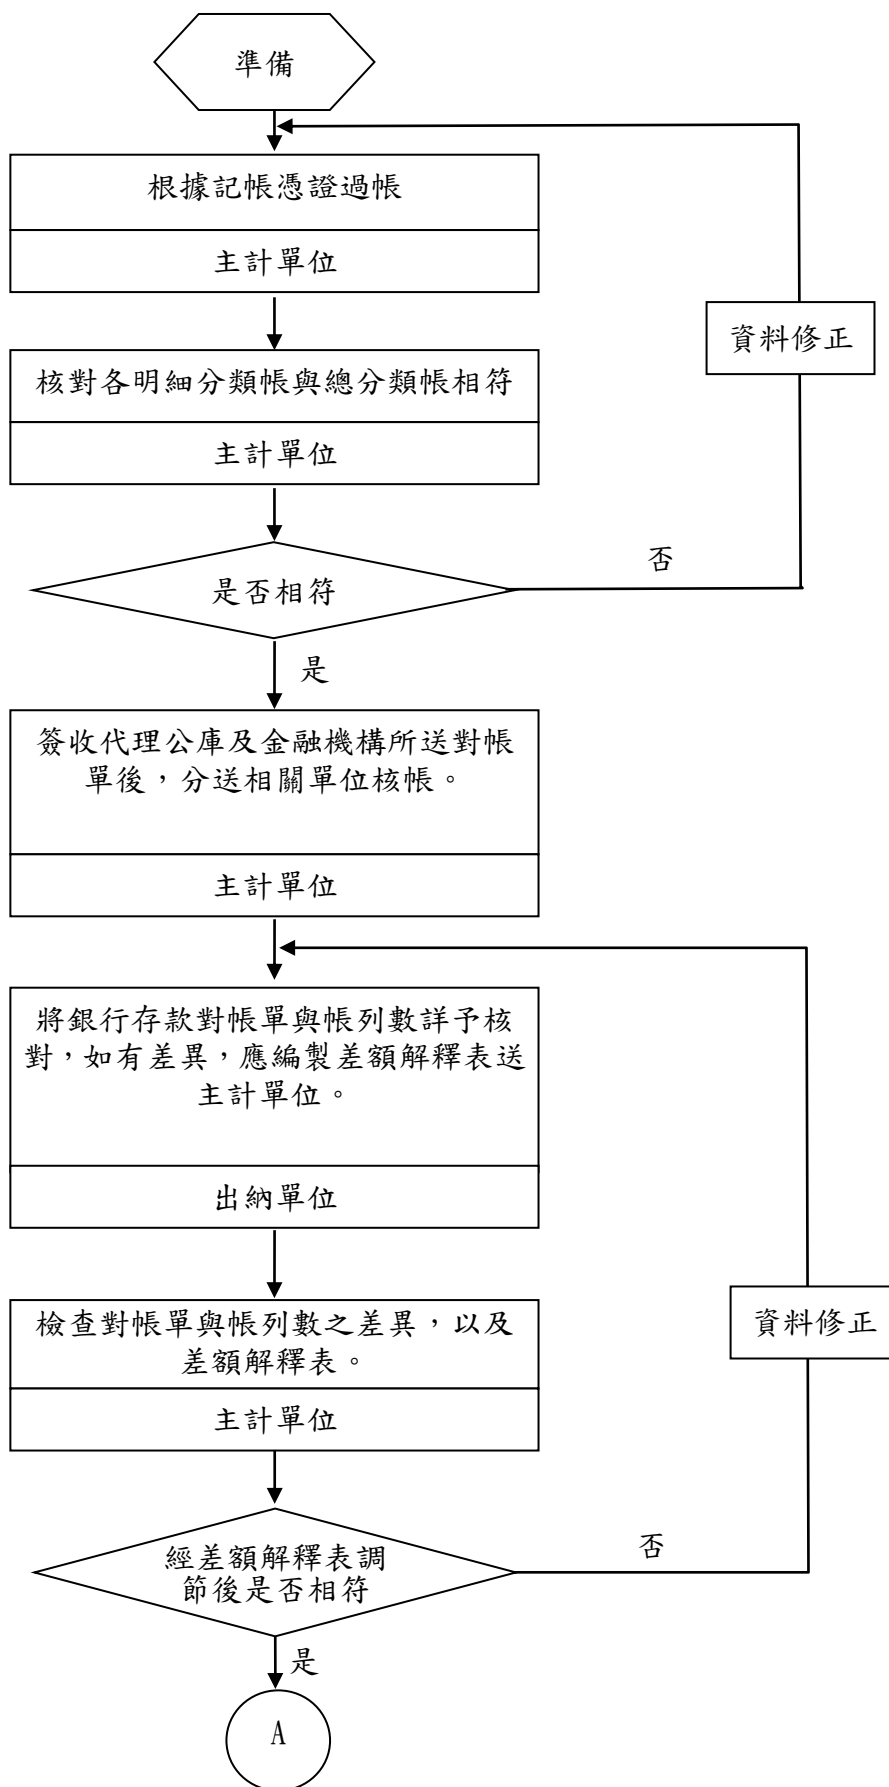 準備
根據記帳憑證過帳
主計單位
資料修正
核對各明細分類帳與總分類帳相符
主計單位
是否相符
否
是
簽收代理公庫及金融機構所送對帳
單後，分送相關單位核帳。
主計單位
將銀行存款對帳單與帳列數詳予核
對，如有差異，應編製差額解釋表送
主計單位。
出納單位
檢查對帳單與帳列數之差異，以及
差額解釋表。
資料修正
主計單位
經差額解釋表調
節後是否相符
否
是
A